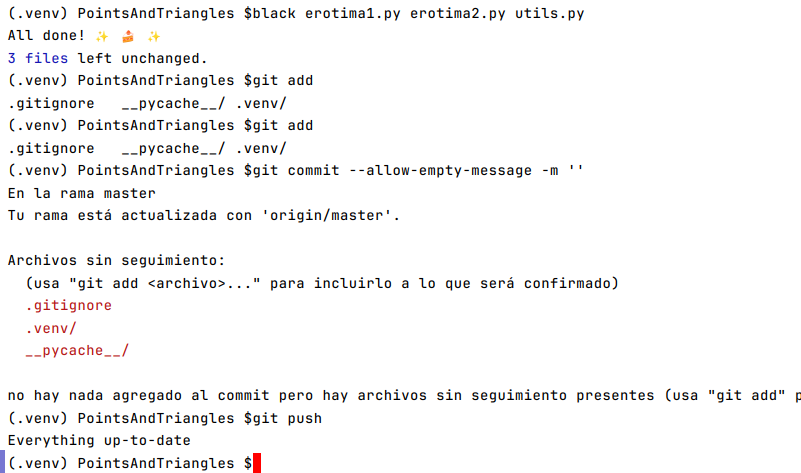 (.venv) PointsAndTriangles $black erotima1.py erotima2.py utils.py
All done! ✨ 🍰 ✨
3 files left unchanged.
(.venv) PointsAndTriangles $git add
.gitignore   __pycache__/ .venv/
(.venv) PointsAndTriangles $git add
.gitignore   __pycache__/ .venv/
(.venv) PointsAndTriangles $git commit --allow-empty-message -m ''
En la rama master
Tu rama está actualizada con 'origin/master'.

Archivos sin seguimiento:
  (usa "git add <archivo>..." para incluirlo a lo que será confirmado)
  .gitignore
  .venv/
  __pycache__/

no hay nada agregado al commit pero hay archivos sin seguimiento presentes (usa "git add" p
(.venv) PointsAndTriangles $git push
Everything up-to-date
(.venv) PointsAndTriangles $